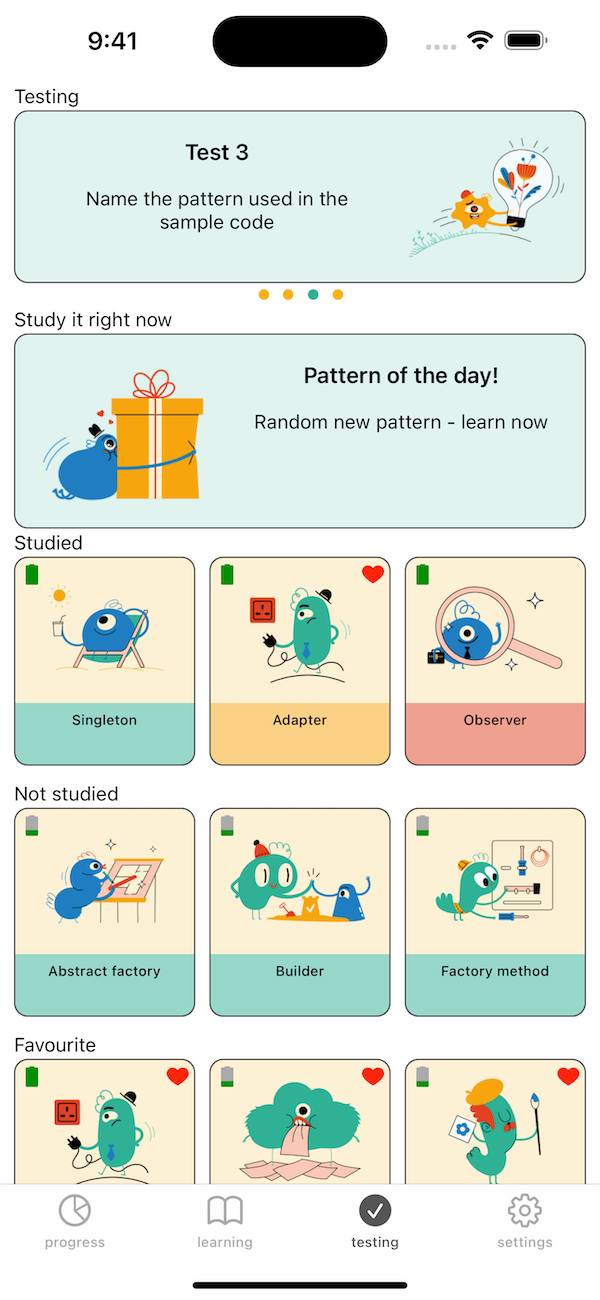 9:41
Testing
Test 3
Name the pattern used in the
sample code
Study it right now
Pattern of the day!
Random new pattern - learn now
Studied
Singleton
Adapter
Observer
Not studied
Abstract factory
Builder
Factory method
Favourite
progress
learning
testing
settings